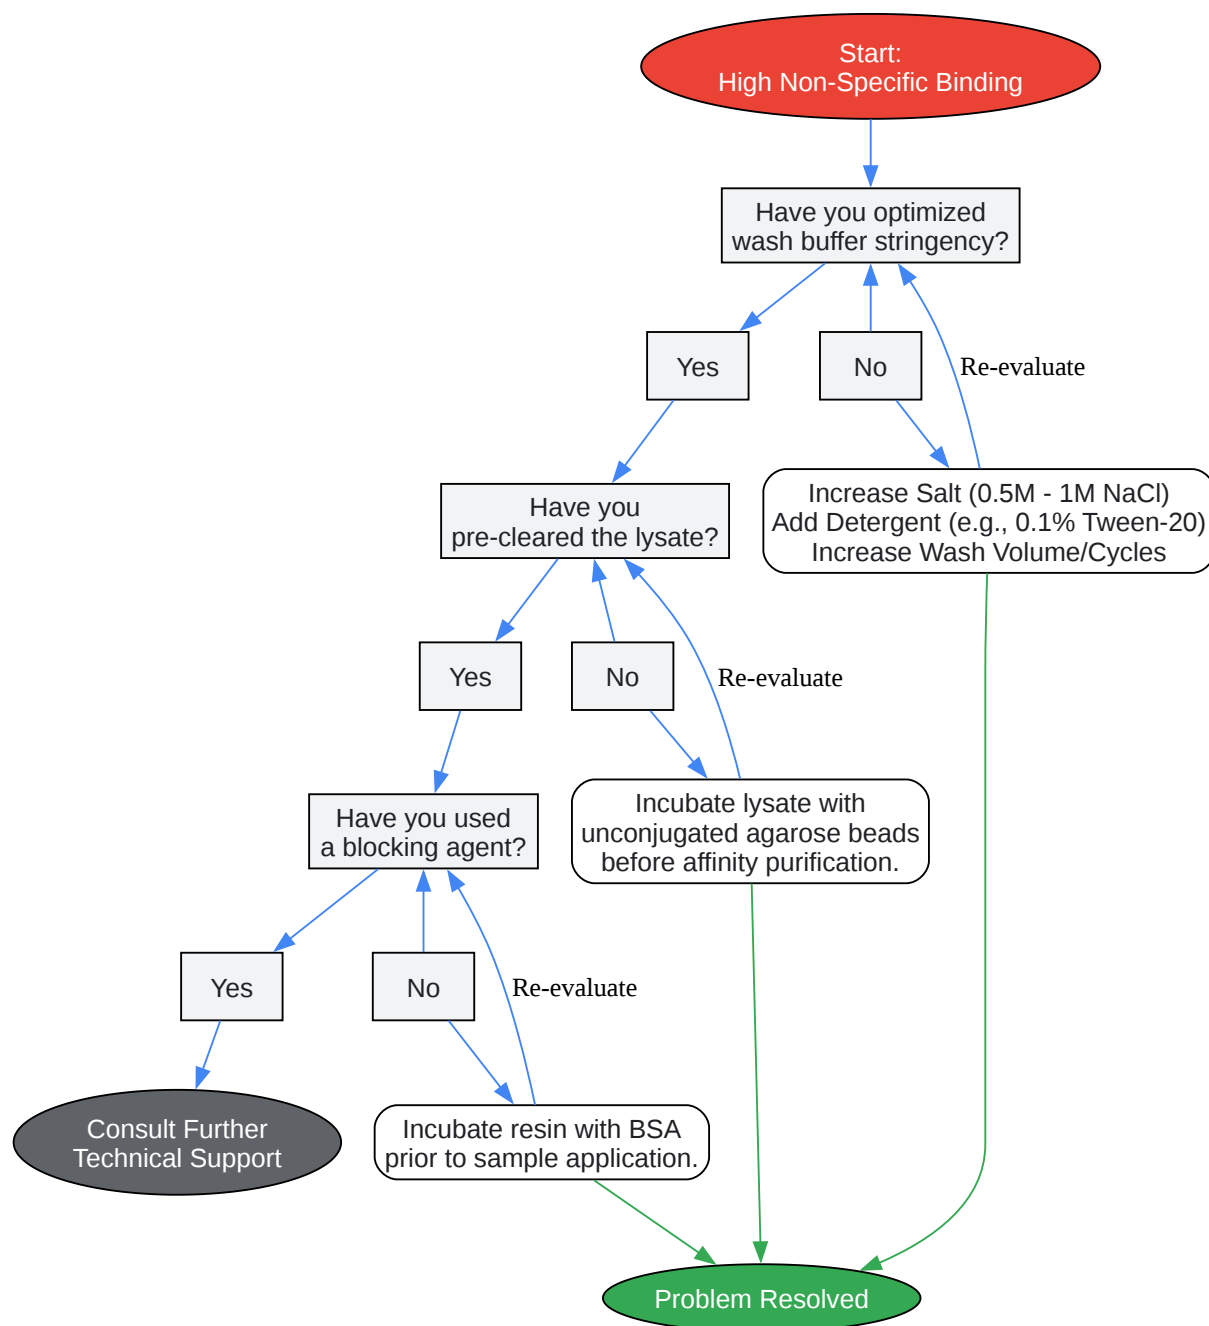 Start:
High Non-Specific Binding
Have you optimized
wash buffer stringency?
Yes
No
Re-evaluate
Increase Salt (0.5M - 1M NaCl)
Add Detergent (e.g., 0.1% Tween-20)
Increase Wash Volume/Cycles
Have you
pre-cleared the lysate?
Yes
No
Re-evaluate
Incubate lysate with
unconjugated agarose beads
before affinity purification.
Have you used
a blocking agent?
Yes
No
Re-evaluate
Consult Further
Technical Support
Incubate resin with BSA
prior to sample application.
Problem Resolved